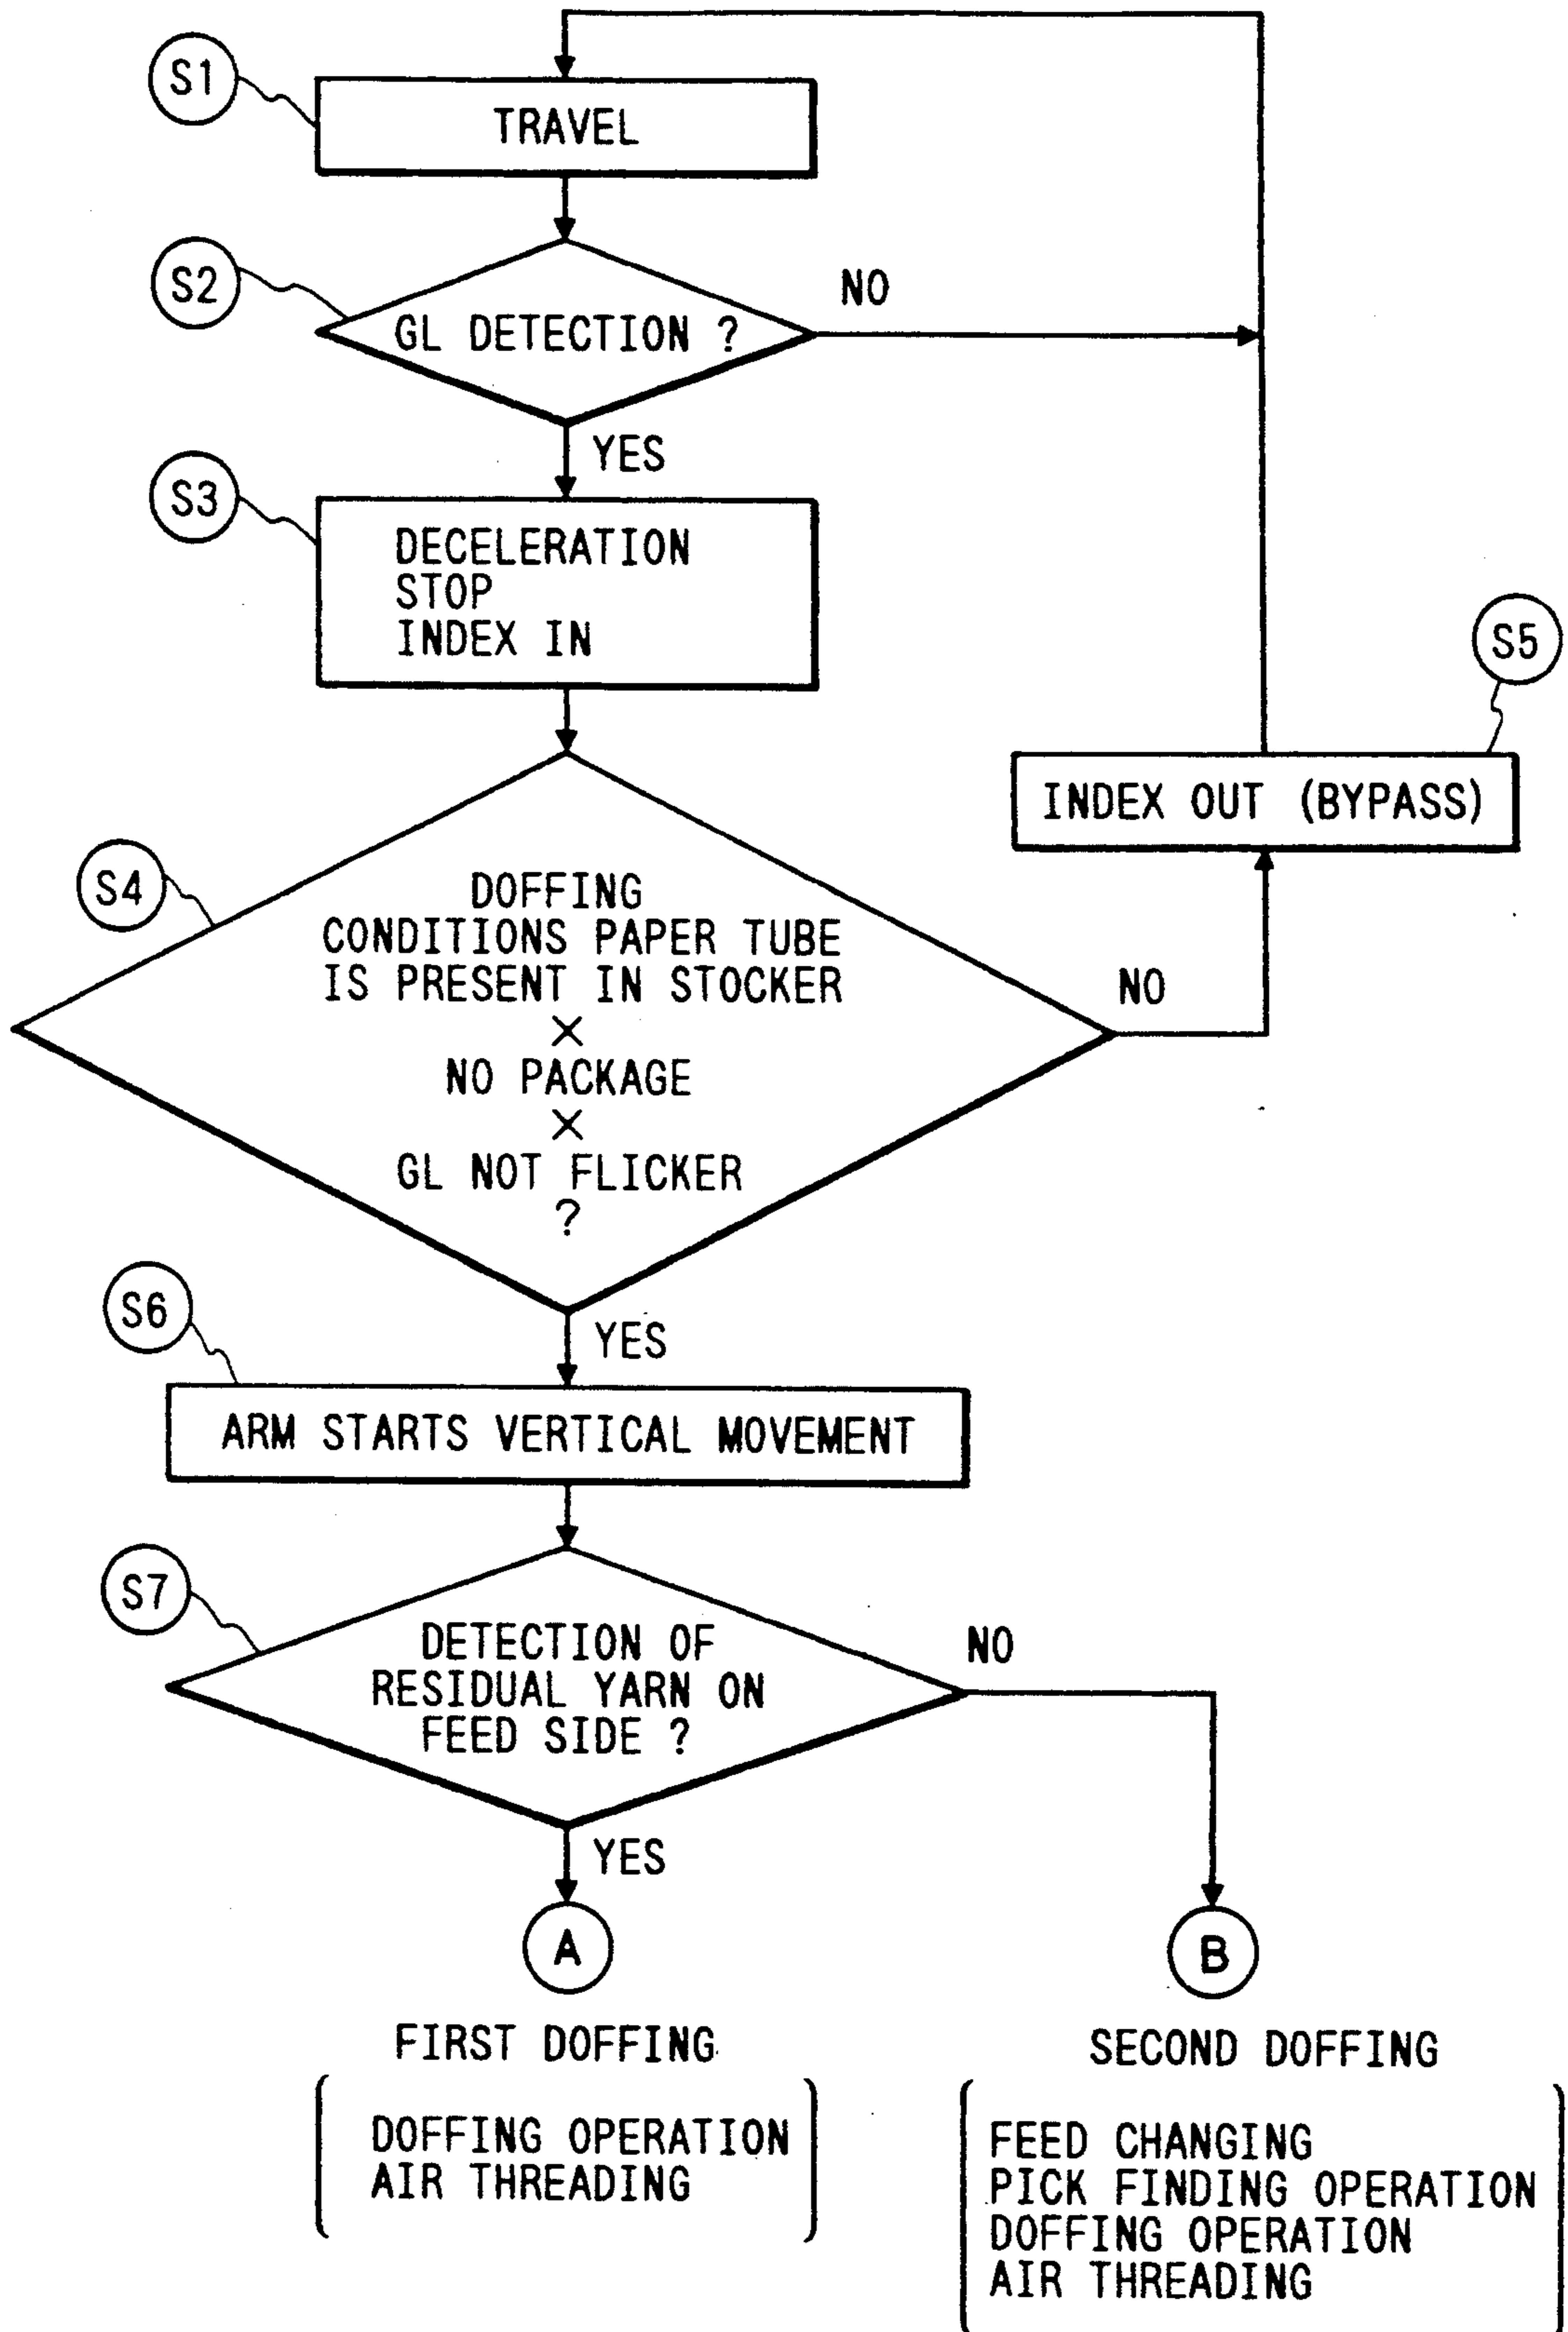 S1
TRAVEL
S2
GL DETECTION ?
NO
YES
S3
DECELERATION
STOP
INDEX IN
S5
INDEX OUT (BYPASS)
S4
DOFFING
CONDITIONS PAPER TUBE
IS PRESENT IN STOCKER
×
NO PACKAGE
×
GL NOT FLICKER
?
NO
YES
S6
ARM STARTS VERTICAL MOVEMENT
S7
DETECTION OF
RESIDUAL YARN ON
FEED SIDE ?
NO
YES
A
FIRST DOFFING
DOFFING OPERATION
AIR THREADING
B
SECOND DOFFING
FEED CHANGING
PICK FINDING OPERATION
DOFFING OPERATION
AIR THREADING